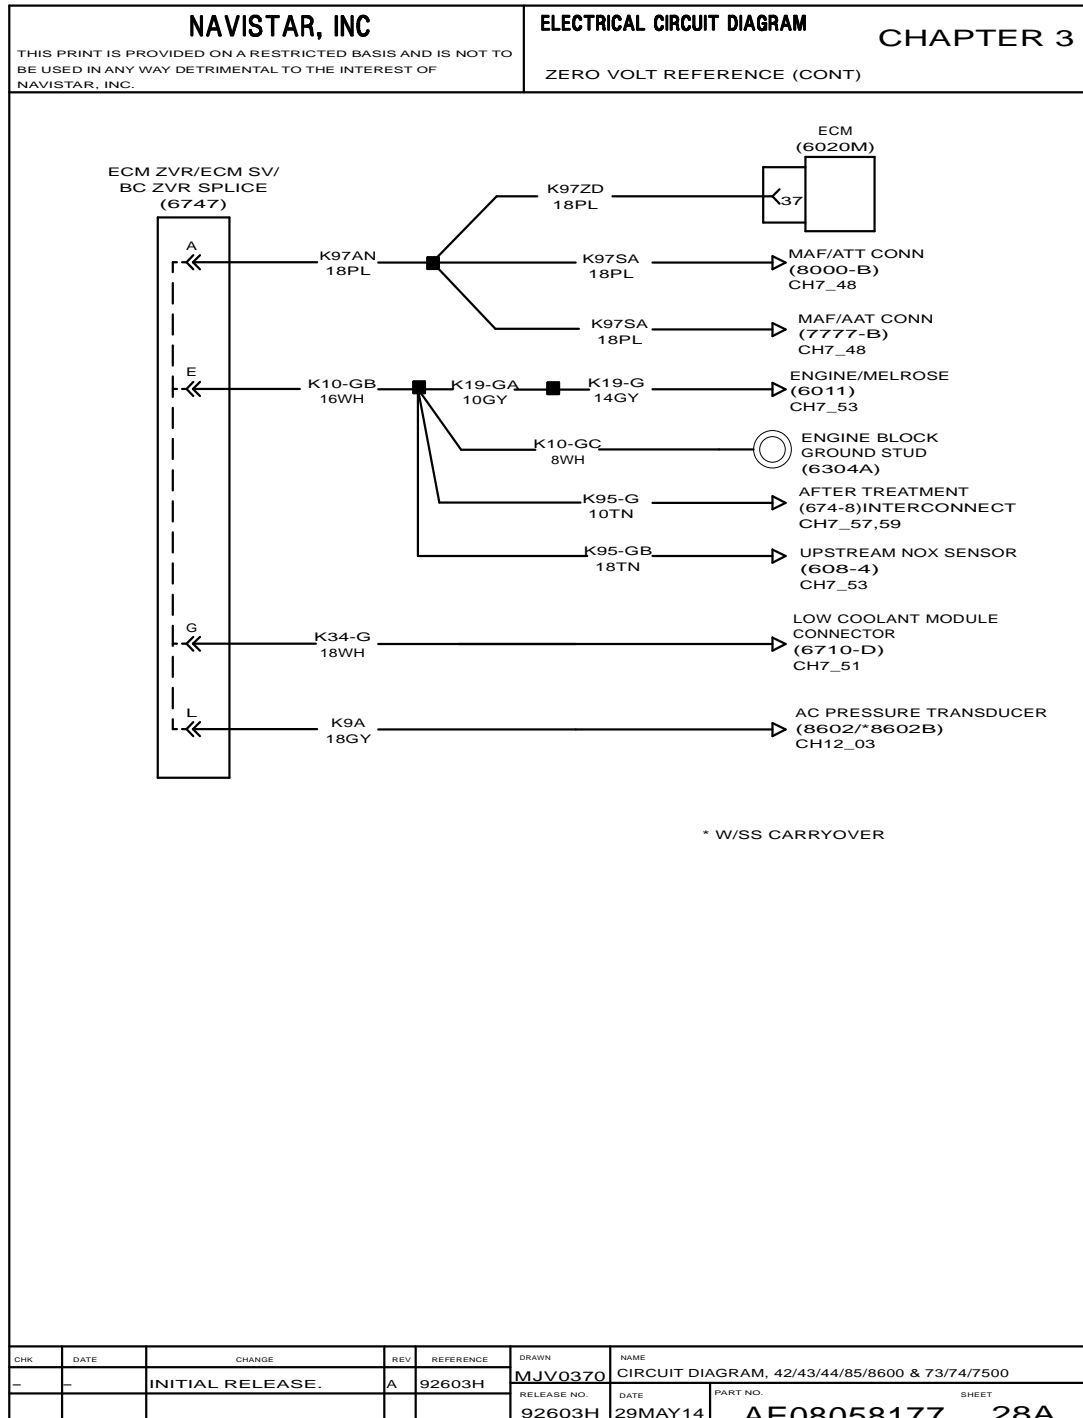 NAVISTAR, INC
THIS PRINT IS PROVIDED ON A RESTRICTED BASIS AND IS NOT TO
BE USED IN ANY WAY DETRIMENTAL TO THE INTEREST OF
NAVISTAR, INC.
ELECTRICAL CIRCUIT DIAGRAM
CHAPTER 3
ZERO VOLT REFERENCE (CONT)
ECM
(6020M)
37
ECM ZVR/ECM SV/
BC ZVR SPLICE
(6747)
K97ZD
18PL
A
K97AN
18PL
K97SA
18PL
MAF/ATT CONN
(8000-B)
CH7_48
K97SA
18PL
MAF/AAT CONN
(7777-B)
CH7_48
E
K10-GB
16WH
K19-GA
10GY
K19-G
14GY
ENGINE/MELROSE
(6011)
CH7_53
K10-GC
8WH
ENGINE BLOCK
GROUND STUD
(6304A)
K95-G
10TN
AFTER TREATMENT
(674-8)INTERCONNECT
CH7_57,59
K95-GB
18TN
UPSTREAM NOX SENSOR
(608-4)
CH7_53
G
K34-G
18WH
LOW COOLANT MODULE
CONNECTOR
(6710-D)
CH7_51
L
K9A
18GY
AC PRESSURE TRANSDUCER
(8602/*8602B)
CH12_03
* W/SS CARRYOVER
CHK DATE CHANGE REV REFERENCE
– – INITIAL RELEASE. A 92603H
DRAWN
MJV0370
NAME
CIRCUIT DIAGRAM, 42/43/44/85/8600 & 73/74/7500
RELEASE NO.
92603H
DATE
29MAY14
PART NO.
AE08058177
SHEET
28A